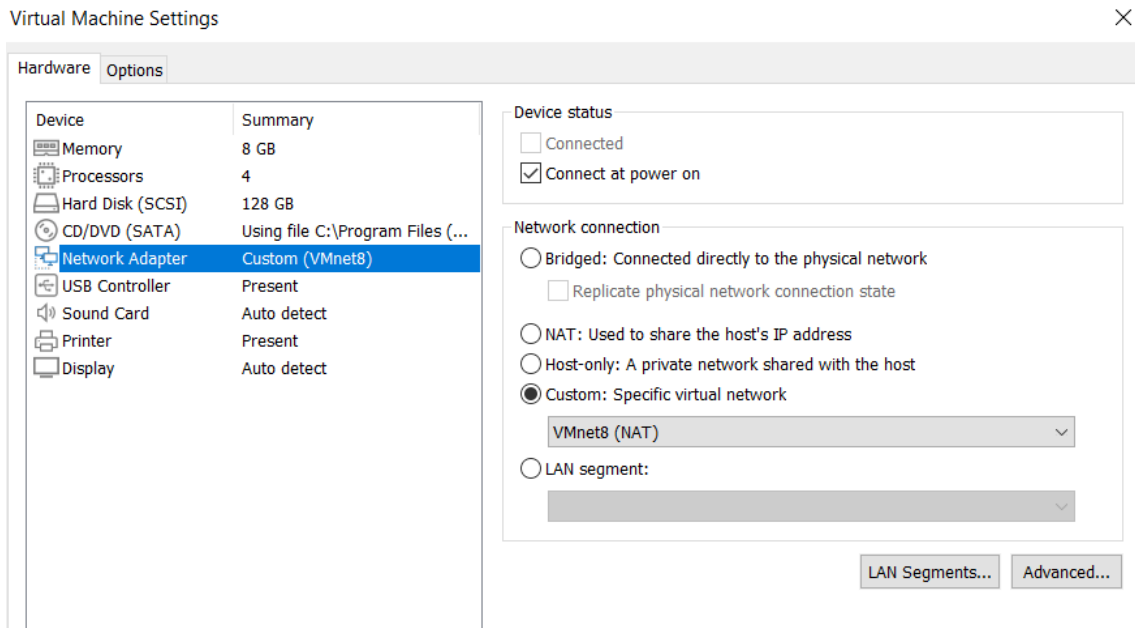 Virtual Machine Settings
Hardware
Options
Device Summary
Memory 8 GB
Processors 4
Hard Disk (SCSI) 128 GB
CD/DVD (SATA) Using file C:\Program Files (...
Network Adapter Custom (VMnet8)
USB Controller Present
Sound Card Auto detect
Printer Present
Display Auto detect
Device status
Connected
Connect at power on
Network connection
Bridged: Connected directly to the physical network
Replicate physical network connection state
NAT: Used to share the host's IP address
Host-only: A private network shared with the host
Custom: Specific virtual network
VMnet8 (NAT)
LAN segment:
LAN Segments...
Advanced...